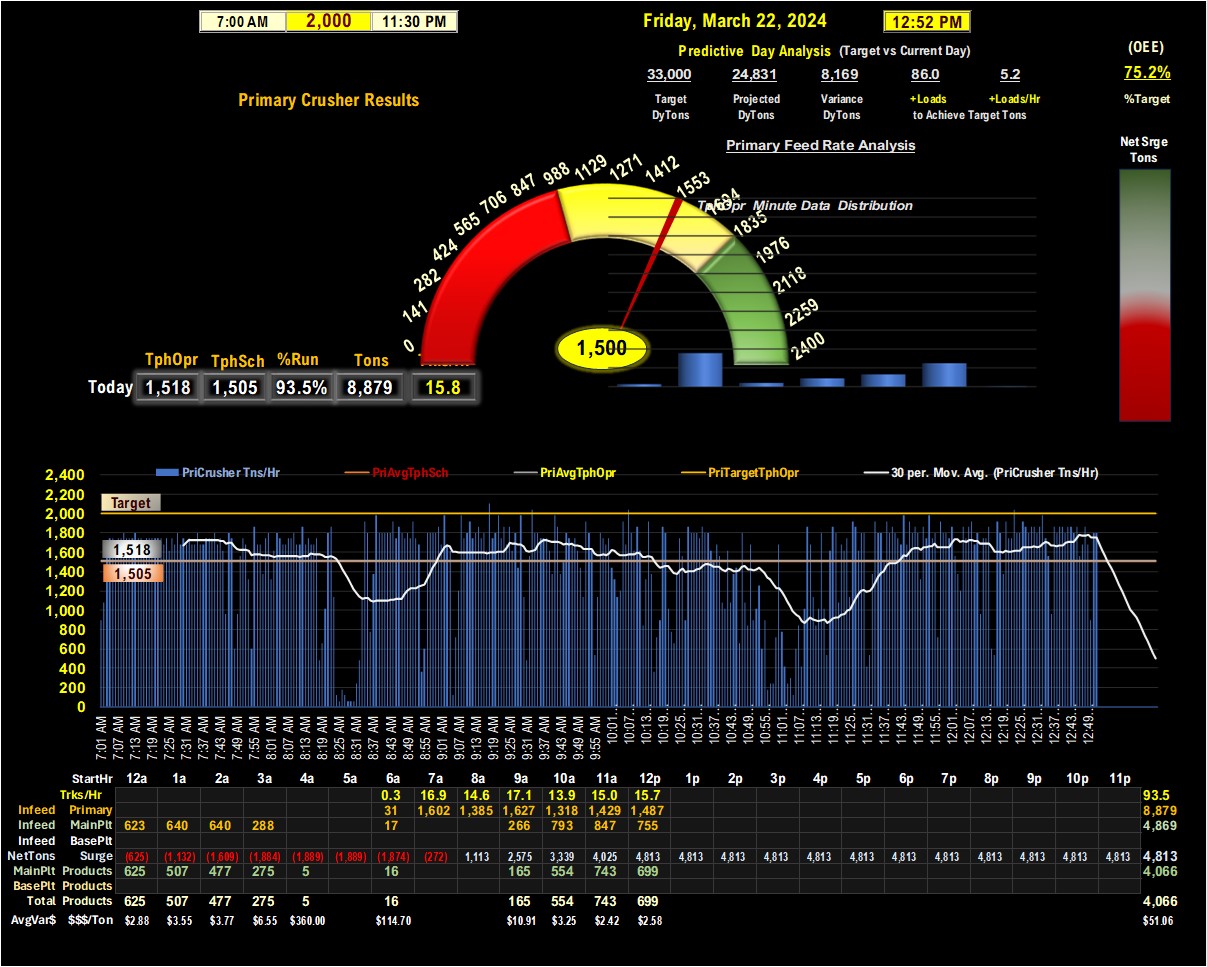 7:00 AM 2,000 11:30 PM
Friday, March 22, 2024 12:52 PM
Predictive Day Analysis (Target vs Current Day)
(OEE)
33,000 24,831 8,169 86.0 5.2
75.2%
Target Projected Variance +Loads +Loads/Hr
%Target
DyTons DyTons DyTons to Achieve Target Tons
Primary Crusher Results
Primary Feed Rate Analysis
Net Srge
Tons
TphOpr Minute Data Distribution
0 141 282 424 565 706 847 988 1129 1271 1412 1553 1694 1835 1976 2118 2259 2400
1,500
TphOpr TphSch %Run Tons
Today 1,518 1,505 93.5% 8,879 15.8
PriCrusher Tns/Hr PriAvgTphSch PriAvgTphOpr PriTargetTphOpr 30 per. Mov. Avg. (PriCrusher Tns/Hr)
2,400
2,200
Target
2,000
1,800
1,518
1,600
1,505
1,400
1,200
1,000
800
600
400
200
0
7:01 AM 7:07 AM 7:13 AM 7:19 AM 7:25 AM 7:31 AM 7:37 AM 7:43 AM 7:49 AM 7:55 AM 8:01 AM 8:07 AM 8:13 AM 8:19 AM 8:25 AM 8:31 AM 8:37 AM 8:43 AM 8:49 AM 8:55 AM 9:01 AM 9:07 AM 9:13 AM 9:19 AM 9:25 AM 9:31 AM 9:37 AM 9:43 AM 9:49 AM 9:55 AM 10:01... 10:07... 10:13... 10:19... 10:25... 10:31... 10:37... 10:43... 10:49... 10:55... 11:01... 11:07... 11:13... 11:19... 11:25... 11:31... 11:37... 11:43... 11:49... 11:55... 12:01... 12:07... 12:13... 12:19... 12:25... 12:31... 12:37... 12:43... 12:49...
StartHr 12a 1a 2a 3a 4a 5a 6a 7a 8a 9a 10a 11a 12p 1p 2p 3p 4p 5p 6p 7p 8p 9p 10p 11p
Trks/Hr 0.3 16.9 14.6 17.1 13.9 15.0 15.7 93.5
Infeed Primary 31 1,602 1,385 1,627 1,318 1,429 1,487 8,879
Infeed MainPlt 623 640 640 288 17 266 793 847 755 4,869
Infeed BasePlt
NetTons Surge (625) (1,132) (1,609) (1,884) (1,889) (1,889) (1,874) (272) 1,113 2,575 3,339 4,025 4,813 4,813 4,813 4,813 4,813 4,813 4,813 4,813 4,813 4,813 4,813 4,813 4,813
MainPlt Products 625 507 477 275 5 16 165 554 743 699 4,066
BasePlt Products
Total Products 625 507 477 275 5 16 165 554 743 699 4,066
AvgVar$ $$$/Ton $2.88 $3.55 $3.77 $6.55 $360.00 $114.70 $10.91 $3.25 $2.42 $2.58 $51.06